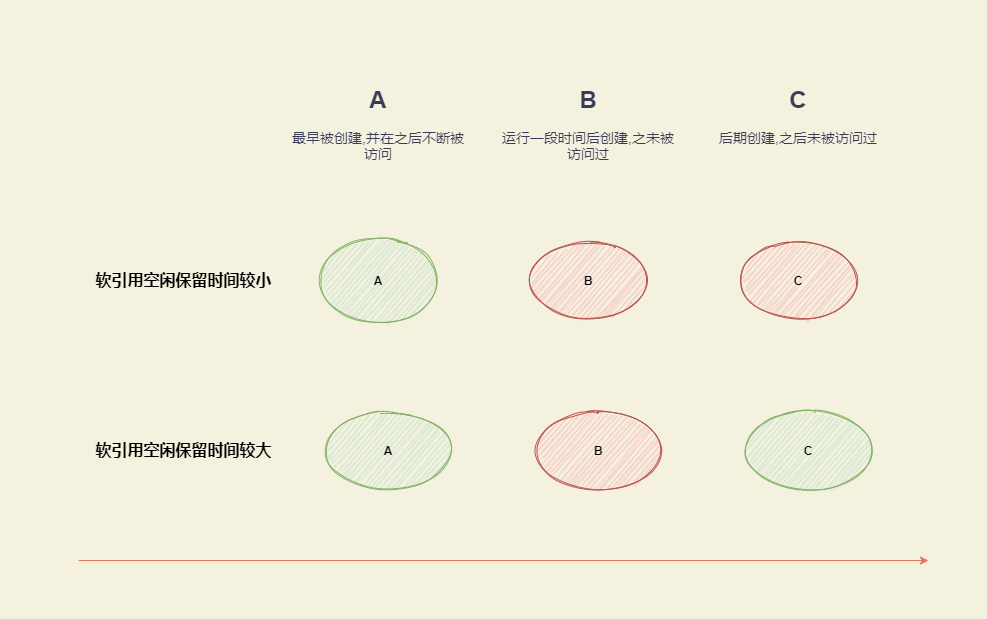 A
B
C
最早被创建,并在之后不断被
访问
运行一段时间后创建,之未被
访问过
后期创建,之后未被访问过
软引用空闲保留时间较小
A
B
C
软引用空闲保留时间较大
A
B
C